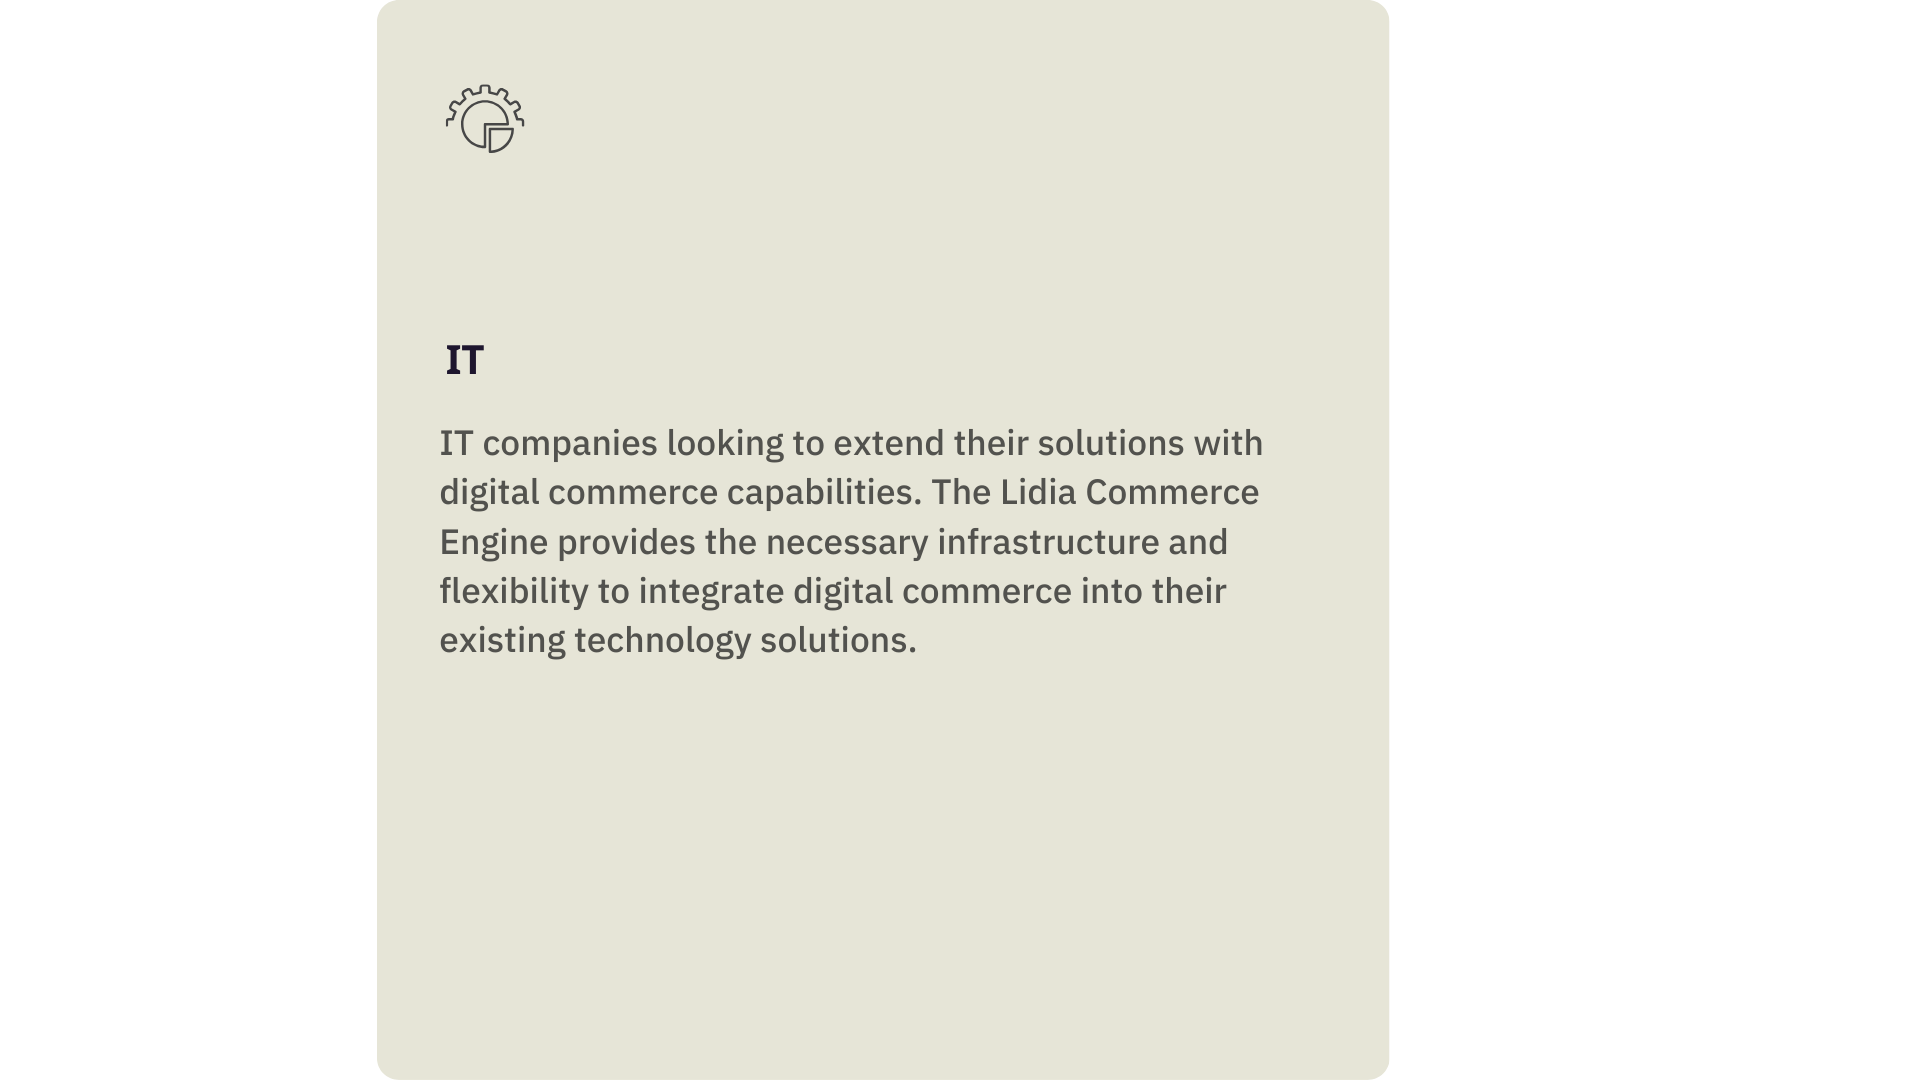 IT
IT companies looking to extend their solutions with
digital commerce capabilities. The Lidia Commerce
Engine provides the necessary infrastructure and
flexibility to integrate digital commerce into their
existing technology solutions.